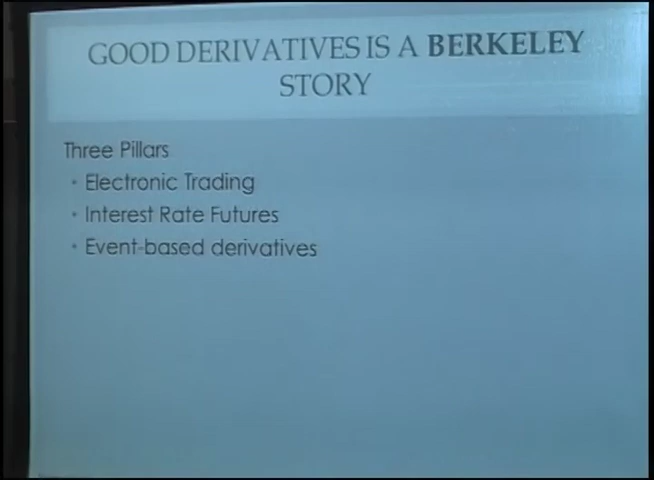 GOOD DERIVATIVES IS A BERKELEY
STORY
Three Pillars
• Electronic Trading
• Interest Rate Futures
• Event-based derivatives